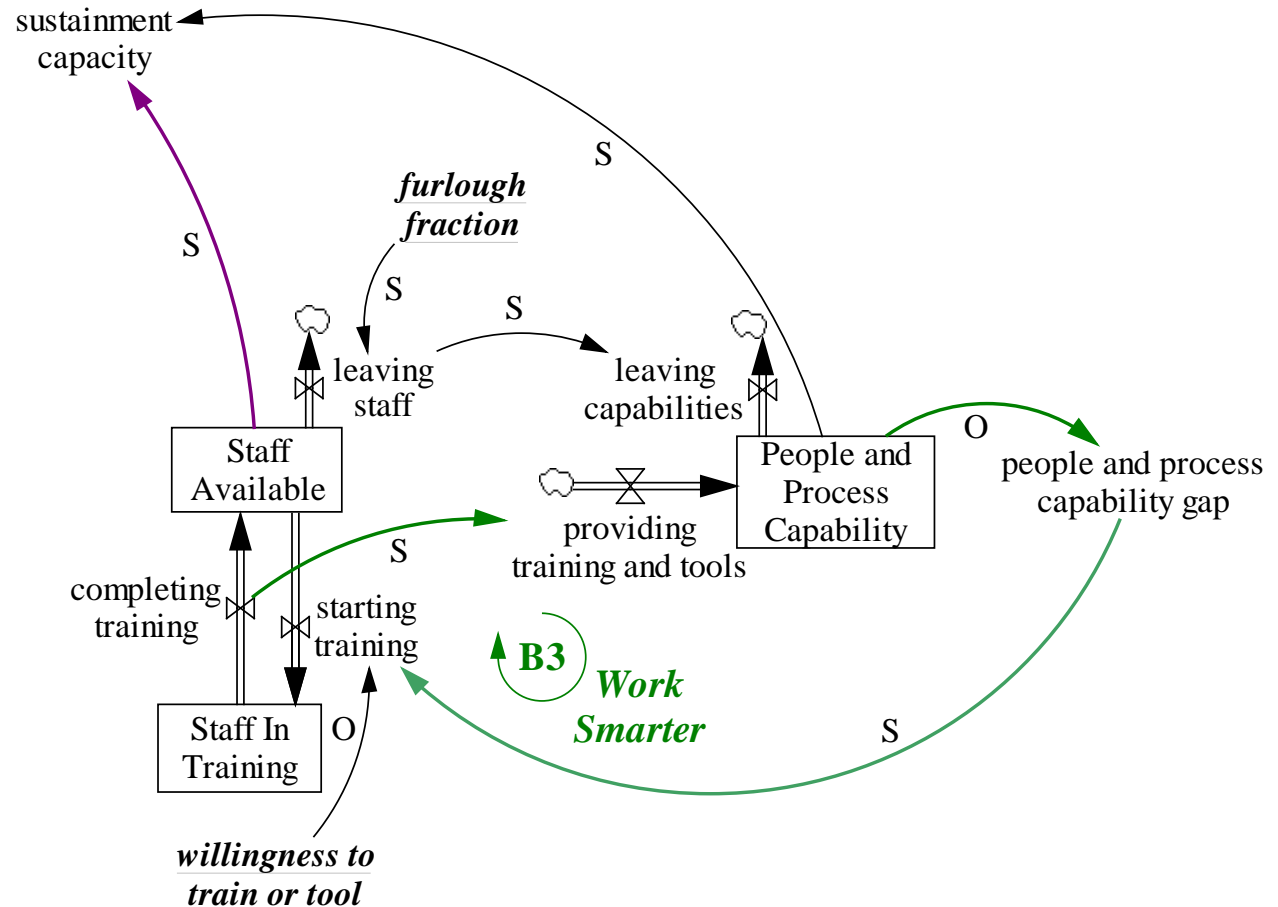 sustainment
capacity
S
S
furlough
fraction
S
S
leaving
staff
leaving
capabilities
Staff
Available
People and
Process
Capability
O
people and process
capability gap
providing
training and tools
S
completing
training
starting
training
B3
Work
Smarter
S
Staff In
Training
O
willingness to
train or tool